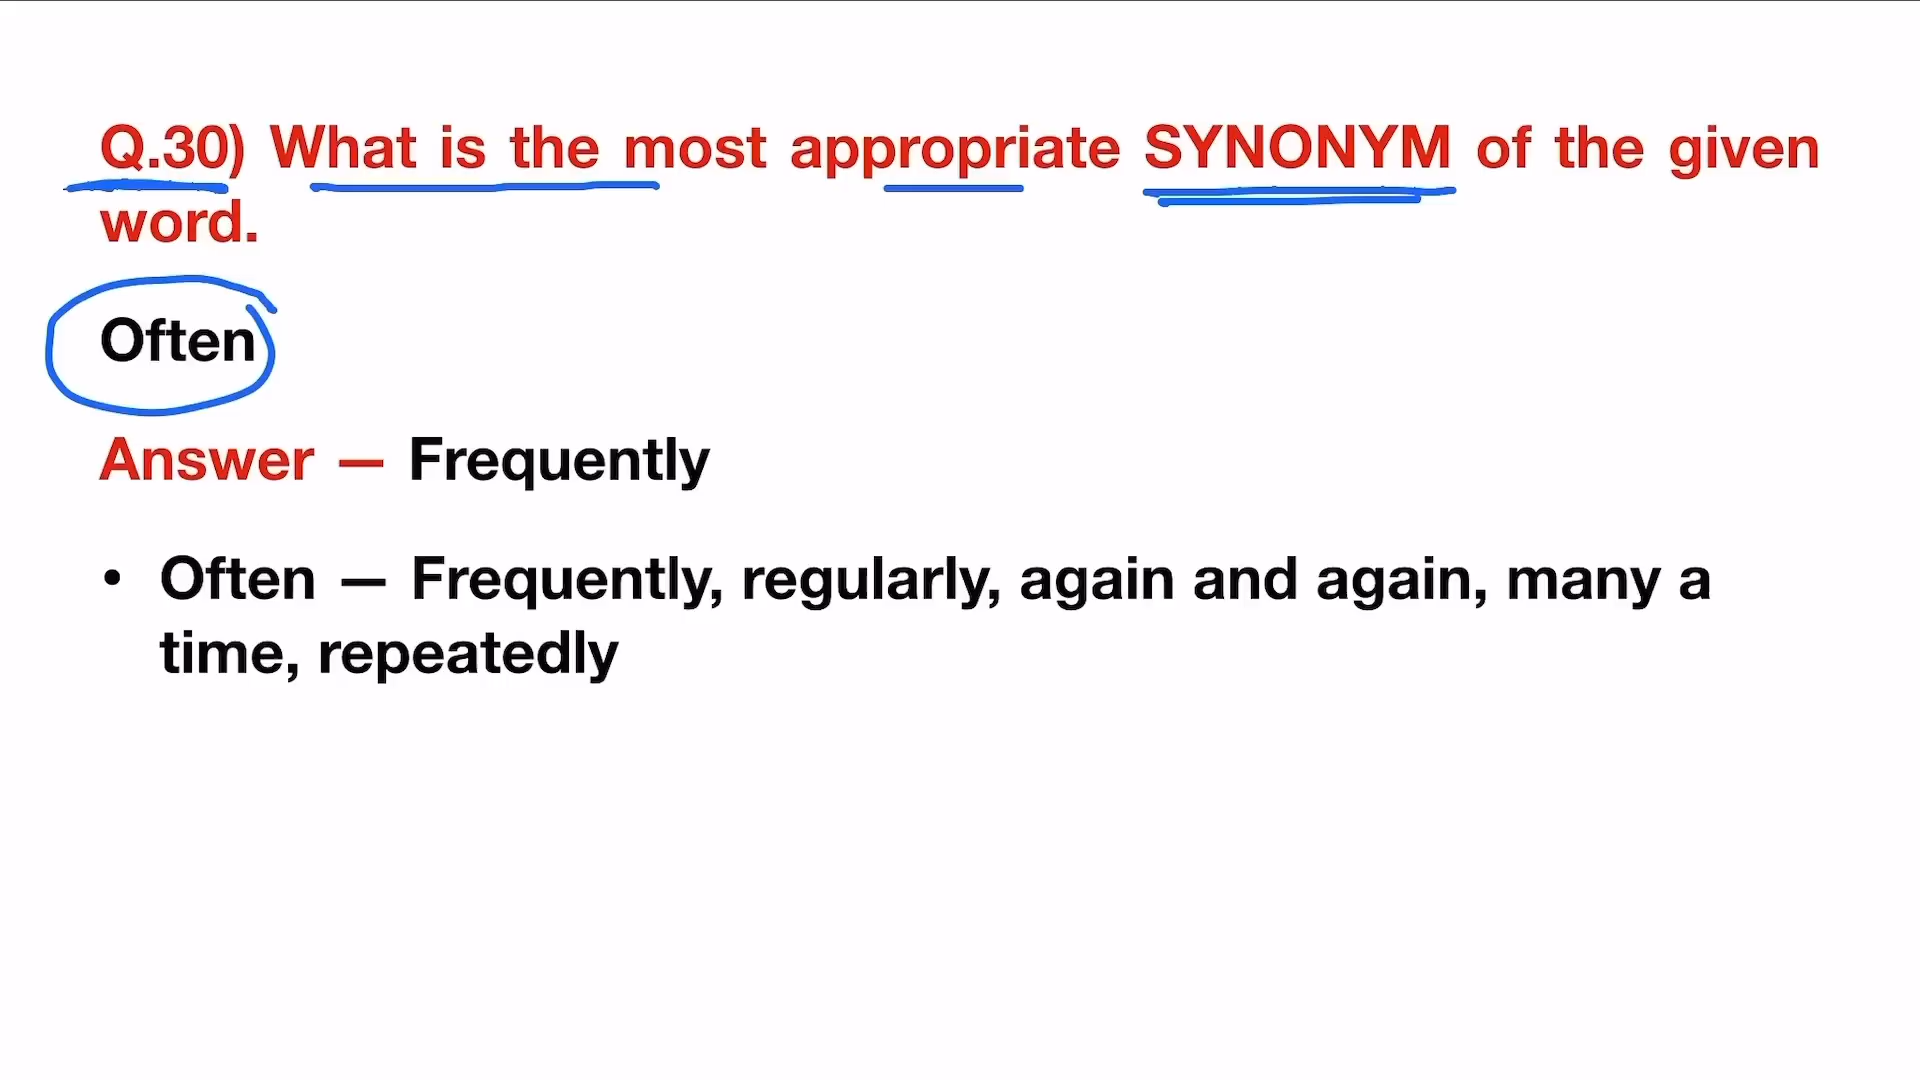 Q.30) What is the most appropriate SYNONYM of the given
word.
Often
Answer — Frequently
• Often — Frequently, regularly, again and again, many a
time, repeatedly